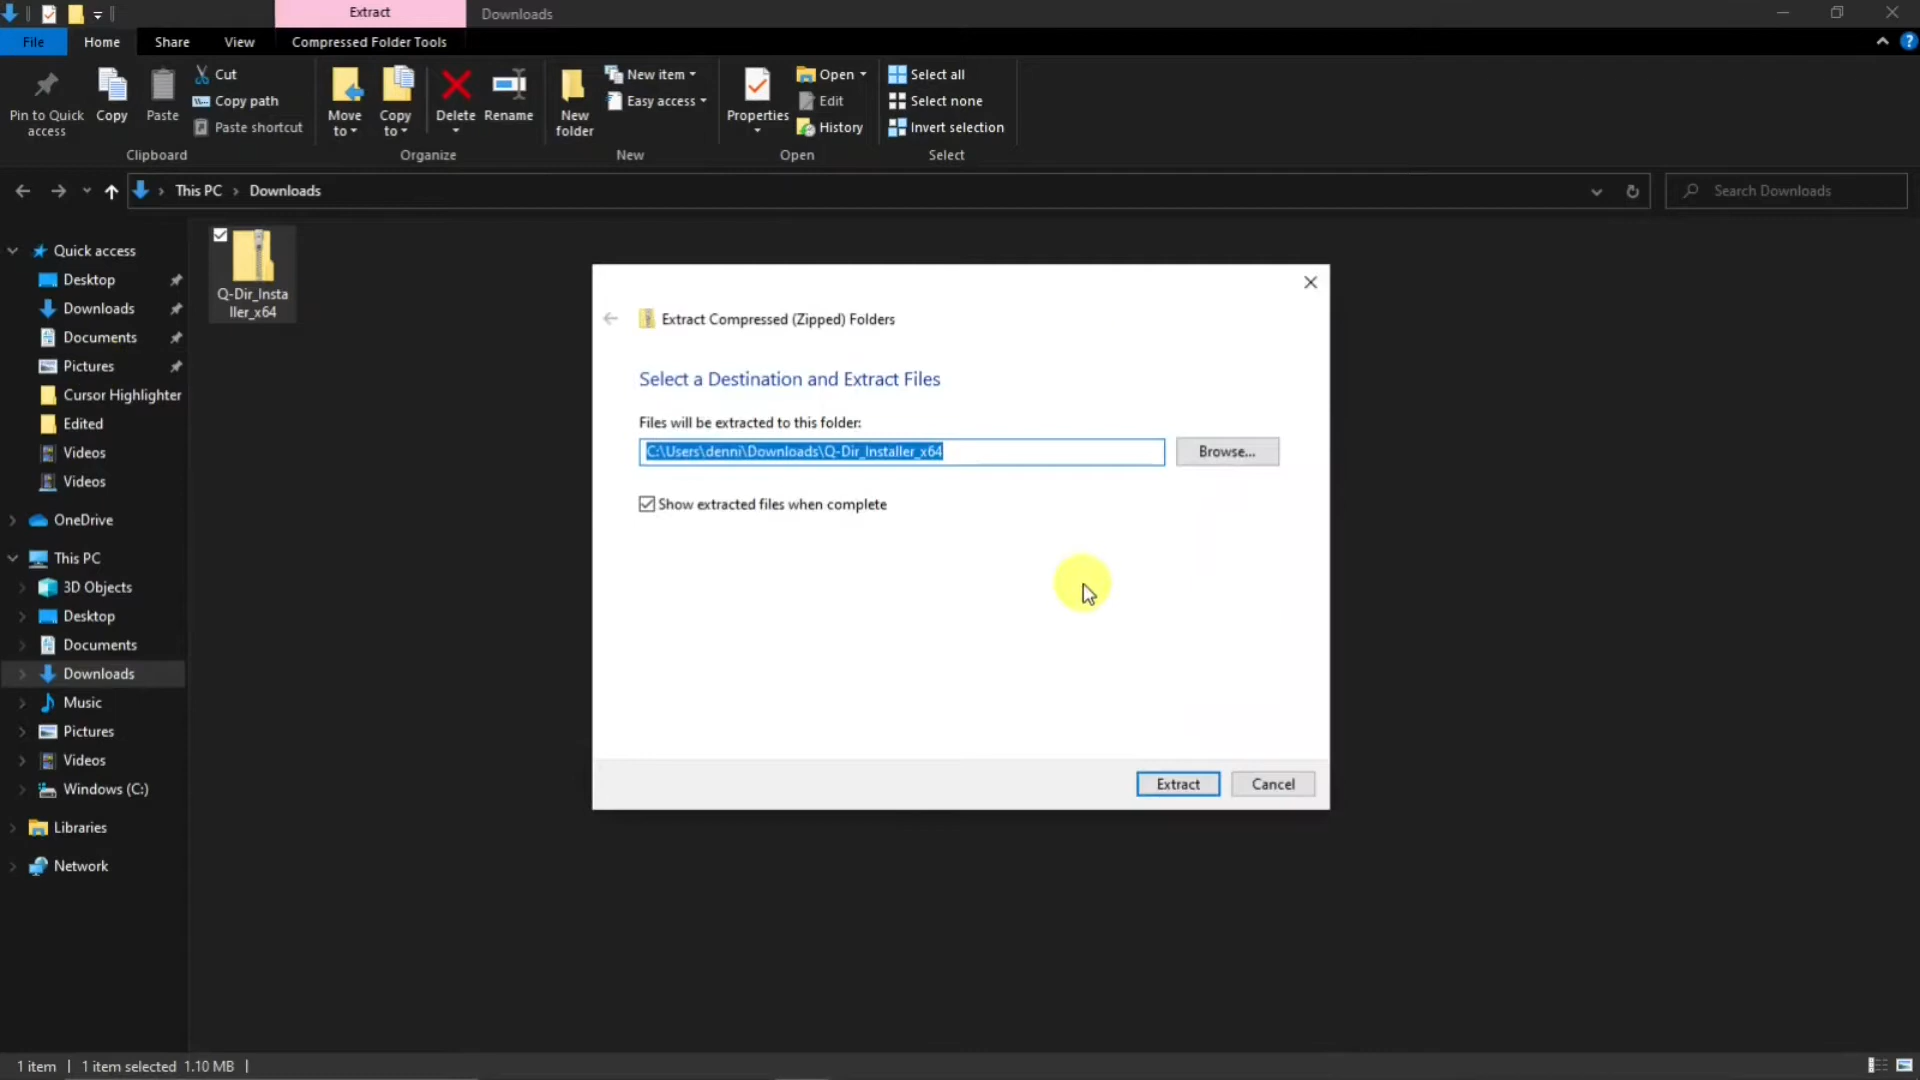 Extract
Downloads
File
Home
Share
View
Compressed Folder Tools
Pin to Quick access
Copy
Paste
Cut
Copy path
Paste shortcut
Clipboard
Move to
Copy to
Delete
Rename
Organize
New folder
New item
Easy access
New
Properties
Open
Edit
History
Open
Select all
Select none
Invert selection
Select
This PC
Downloads
Search Downloads
Quick access
Desktop
Downloads
Documents
Pictures
Cursor Highlighter
Edited
Videos
Videos
OneDrive
This PC
3D Objects
Desktop
Documents
Downloads
Music
Pictures
Videos
Windows (C:)
Libraries
Network
Q-Dir_Insta
ller_x64
Extract Compressed (Zipped) Folders
Select a Destination and Extract Files
Files will be extracted to this folder:
C:\Users\denni\Downloads\Q-Dir_Installer_x64
Browse...
Show extracted files when complete
Extract
Cancel
1 item
1 item selected 1.10 MB